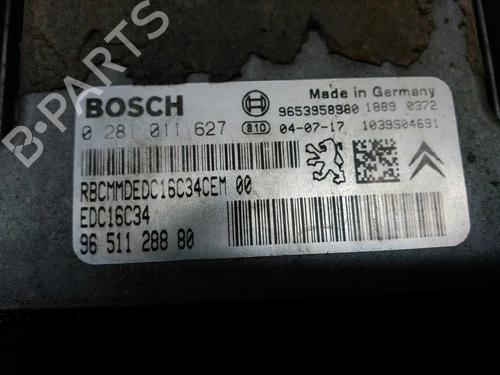 BOSCH
Made in Germany
9653958980 1889 0372
0 281 011 627 810 04-07-17 1039S04691
RBCMMDEDC16C34CEM 00
EDC16C34
96 511 288 80
B-PARTS